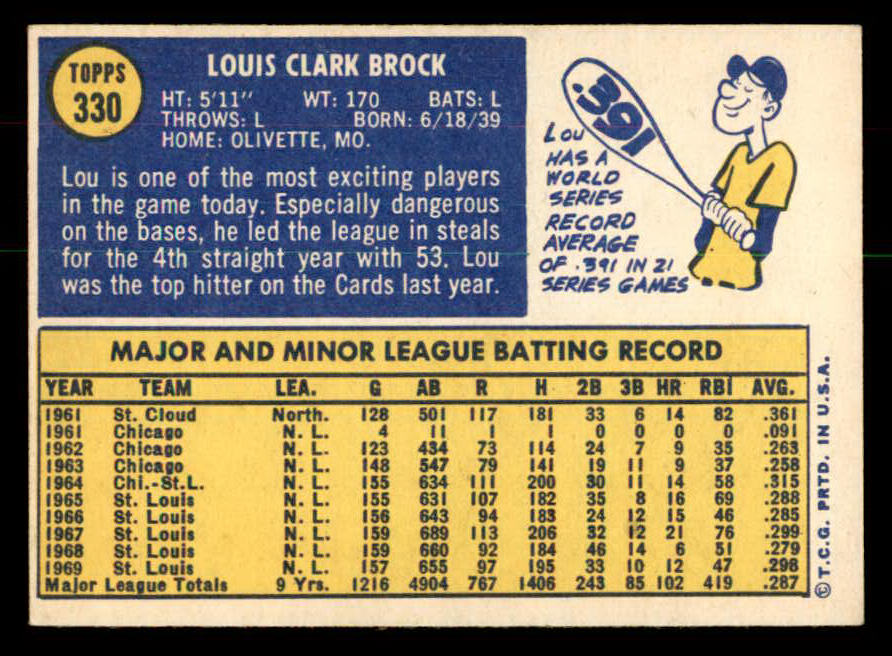 TOPPS
330
LOUIS CLARK BROCK
HT: 5'11" WT: 170 BATS: L
THROWS: L BORN: 6/18/39
HOME: OLIVETTE, MO.
Lou is one of the most exciting players
in the game today. Especially dangerous
on the bases, he led the league in steals
for the 4th straight year with 53. Lou
was the top hitter on the Cards last year.
.391
LOU
HAS A
WORLD
SERIES
RECORD
AVERAGE
OF .391 IN 21
SERIES GAMES
MAJOR AND MINOR LEAGUE BATTING RECORD
YEAR TEAM LEA. G AB R H 2B 3B HR RBI AVG.
1961 St. Cloud North. 128 501 117 181 33 6 14 82 .361
1961 Chicago N. L. 4 11 1 1 0 0 0 0 .091
1962 Chicago N. L. 123 434 73 114 24 7 9 35 .263
1963 Chicago N. L. 148 547 79 141 19 11 9 37 .258
1964 Chi.-St.L. N. L. 155 634 111 200 30 11 14 58 .315
1965 St. Louis N. L. 155 631 107 182 35 8 16 69 .288
1966 St. Louis N. L. 156 643 94 183 24 12 15 46 .285
1967 St. Louis N. L. 159 689 113 206 32 12 21 76 .299
1968 St. Louis N. L. 159 660 92 184 46 14 6 51 .279
1969 St. Louis N. L. 157 655 97 195 33 10 12 47 .298
Major League Totals 9 Yrs. 1216 4904 767 1406 243 85 102 419 .287
© T.C.G. PRTD. IN U.S.A.